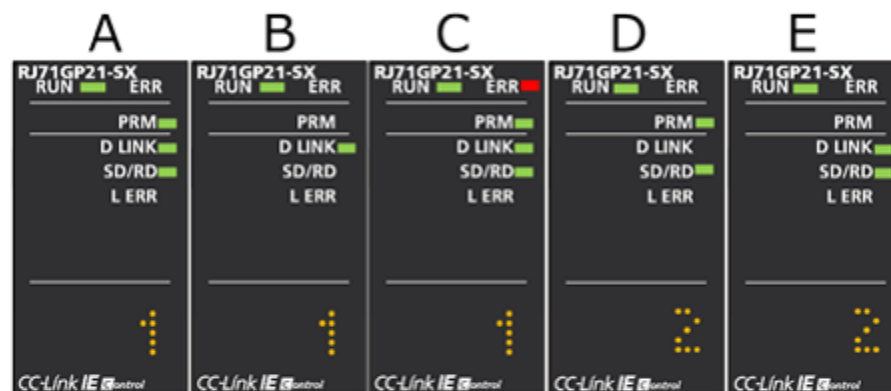 A B C D E
RJ71GP21-SX RJ71GP21-SX RJ71GP21-SX RJ71GP21-SX RJ71GP21-SX
RUN ERR RUN ERR RUN ERR RUN ERR RUN ERR
PRM PRM PRM PRM PRM
D LINK D LINK D LINK D LINK D LINK
SD/RD SD/RD SD/RD SD/RD SD/RD
L ERR L ERR L ERR L ERR L ERR
1 1 1 2 2
CC-Link IE Control CC-Link IE Control CC-Link IE Control CC-Link IE Control CC-Link IE Control